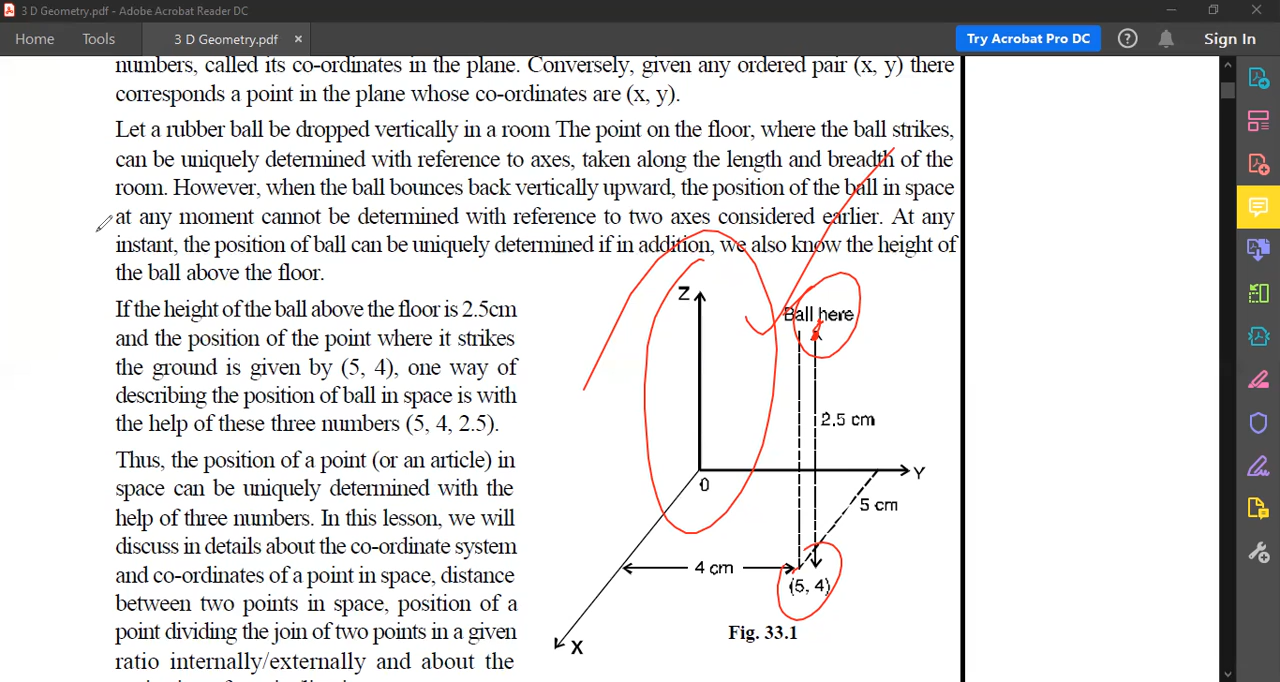 3 D Geometry.pdf - Adobe Acrobat Reader DC
Home Tools 3 D Geometry.pdf × Try Acrobat Pro DC ? Sign In
numbers, called its co-ordinates in the plane. Conversely, given any ordered pair (x, y) there
corresponds a point in the plane whose co-ordinates are (x, y).
Let a rubber ball be dropped vertically in a room The point on the floor, where the ball strikes,
can be uniquely determined with reference to axes, taken along the length and breadth of the
room. However, when the ball bounces back vertically upward, the position of the ball in space
at any moment cannot be determined with reference to two axes considered earlier. At any
instant, the position of ball can be uniquely determined if in addition, we also know the height of
the ball above the floor.
If the height of the ball above the floor is 2.5cm
and the position of the point where it strikes
the ground is given by (5, 4), one way of
describing the position of ball in space is with
the help of these three numbers (5, 4, 2.5).
Thus, the position of a point (or an article) in
space can be uniquely determined with the
help of three numbers. In this lesson, we will
discuss in details about the co-ordinate system
and co-ordinates of a point in space, distance
between two points in space, position of a
point dividing the join of two points in a given
ratio internally/externally and about the
Z
Ball here
2.5 cm
0
Y
5 cm
4 cm
(5, 4)
X
Fig. 33.1